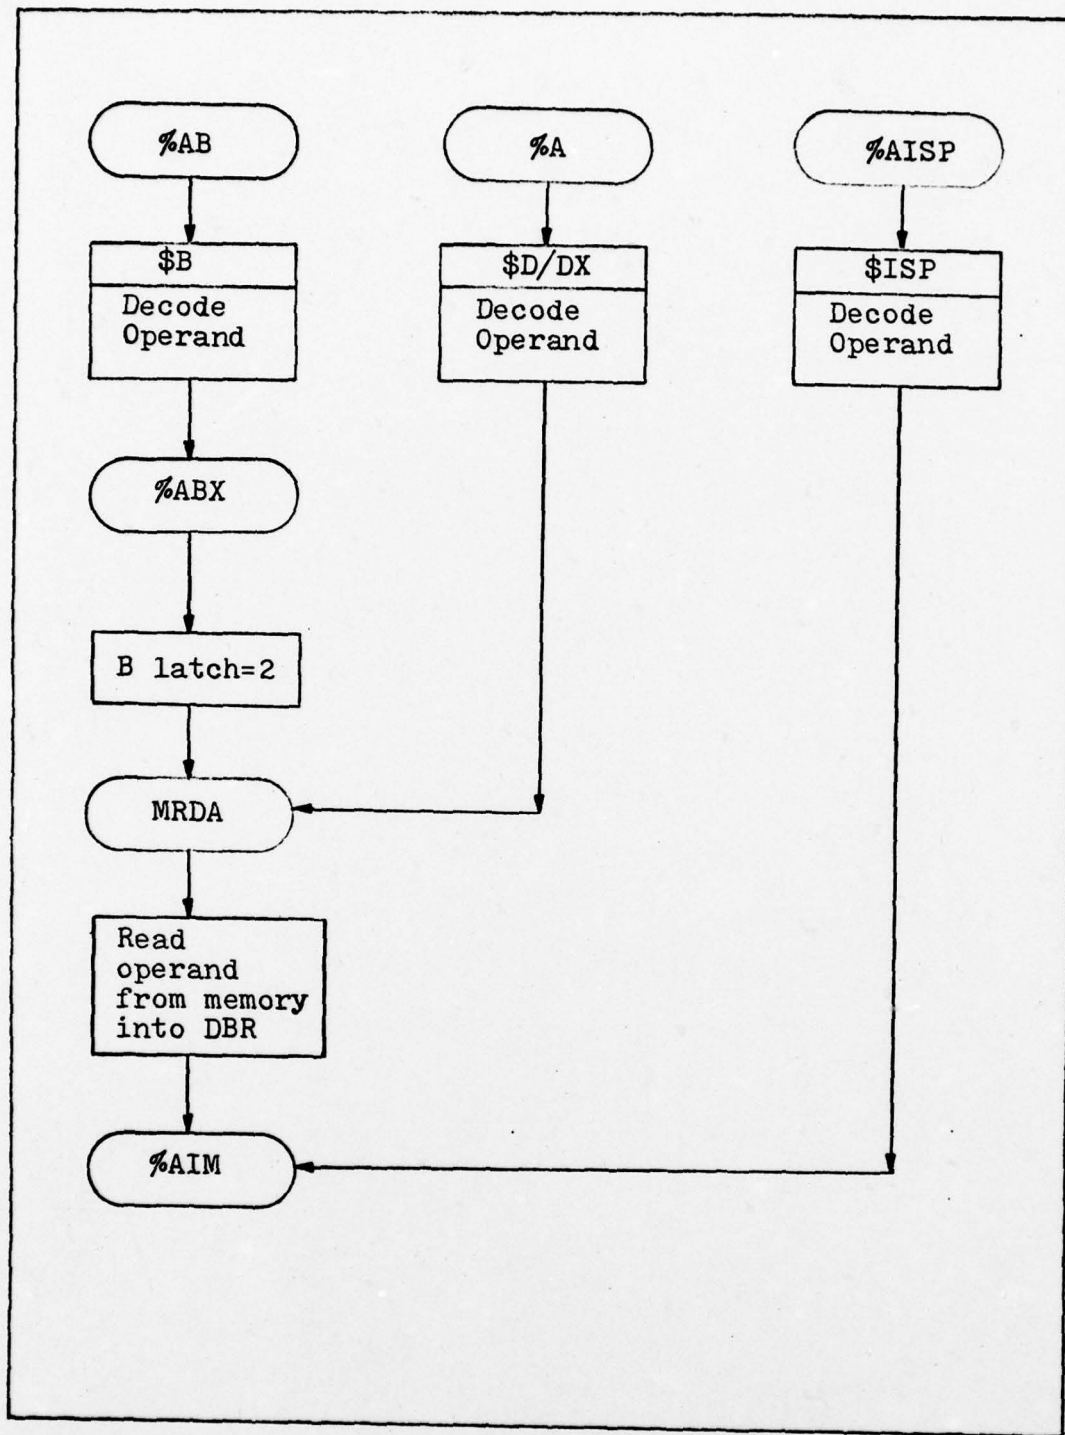 %AB
%A
%AISP
$B
Decode
Operand
$D/DX
Decode
Operand
$ISP
Decode
Operand
%ABX
B latch=2
MRDA
Read
operand
from memory
into DBR
%AIM